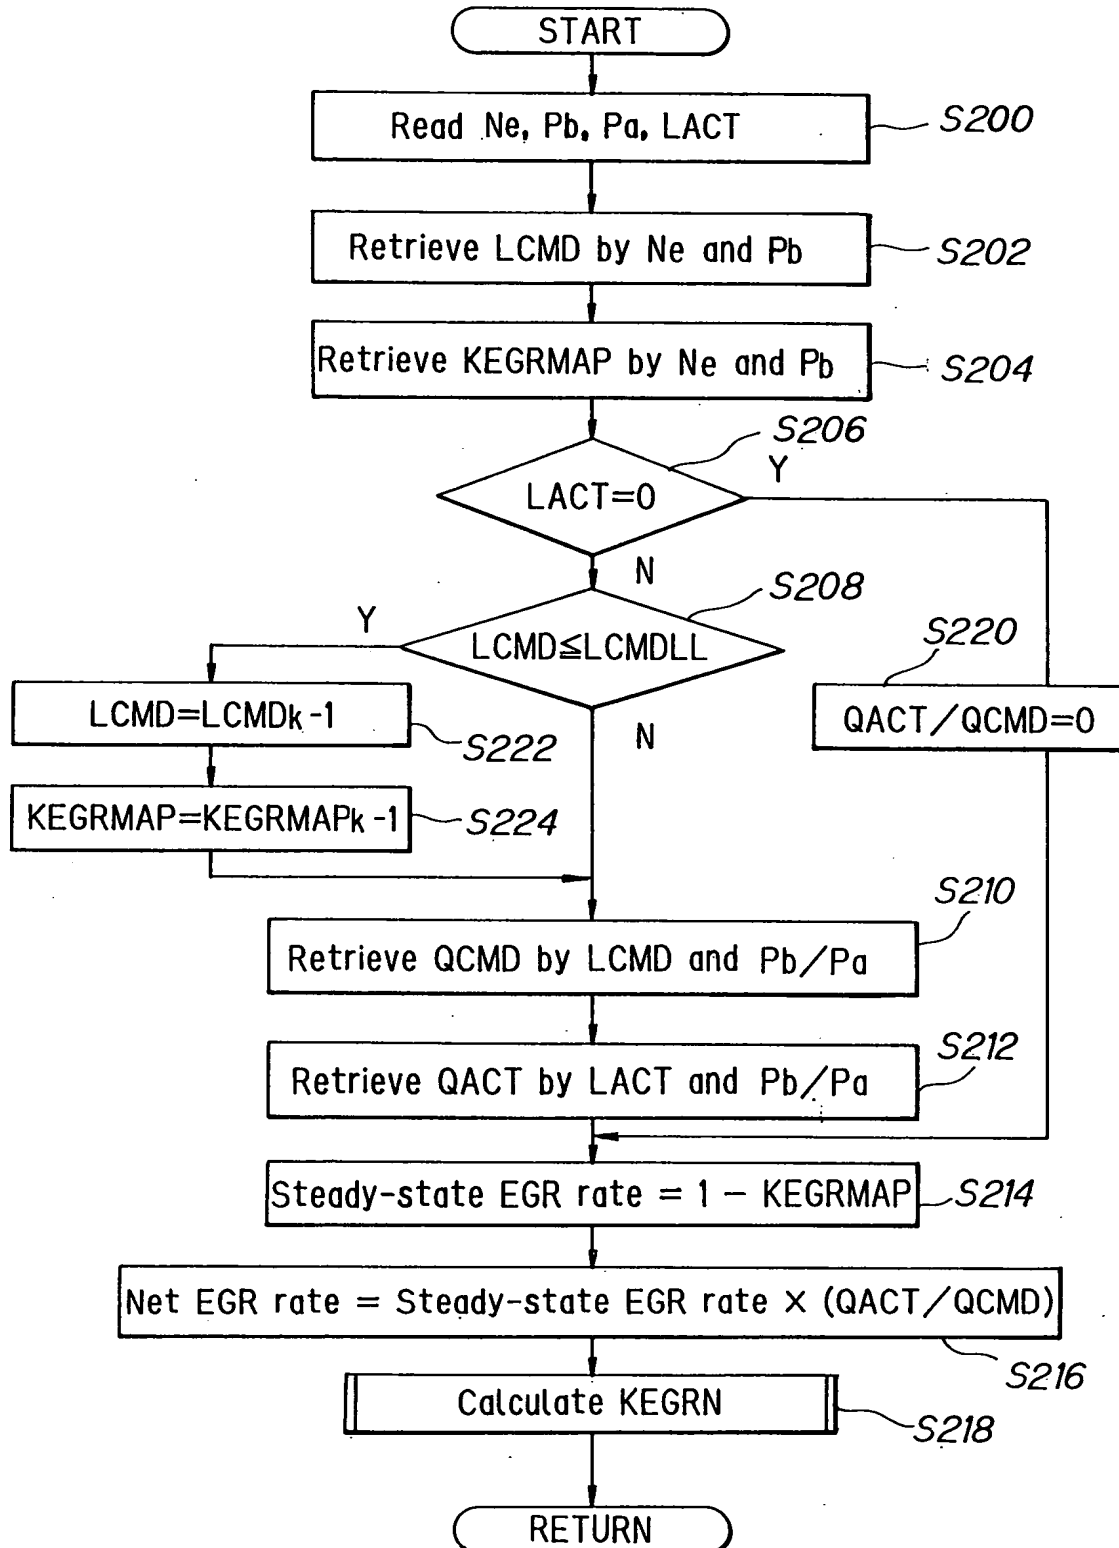 START
Read Ne, Pb, Pa, LACT
S200
Retrieve LCMD by Ne and Pb
S202
Retrieve KEGRMAP by Ne and Pb
S204
S206
LACT=0
Y
N
S208
LCMD≦LCMDLL
Y
N
S220
QACT/QCMD=0
LCMD=LCMDk-1
S222
KEGRMAP=KEGRMAPk-1
S224
S210
Retrieve QCMD by LCMD and Pb/Pa
S212
Retrieve QACT by LACT and Pb/Pa
Steady-state EGR rate = 1 - KEGRMAP
S214
Net EGR rate = Steady-state EGR rate × (QACT/QCMD)
S216
Calculate KEGRN
S218
RETURN